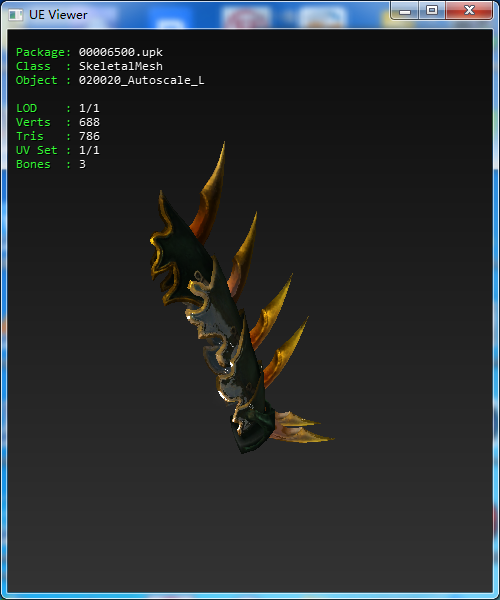 UE Viewer
Package: 00006500.upk
Class : SkeletalMesh
Object : 020020_Autoscale_L
LOD : 1/1
Verts : 688
Tris : 786
UV Set : 1/1
Bones : 3